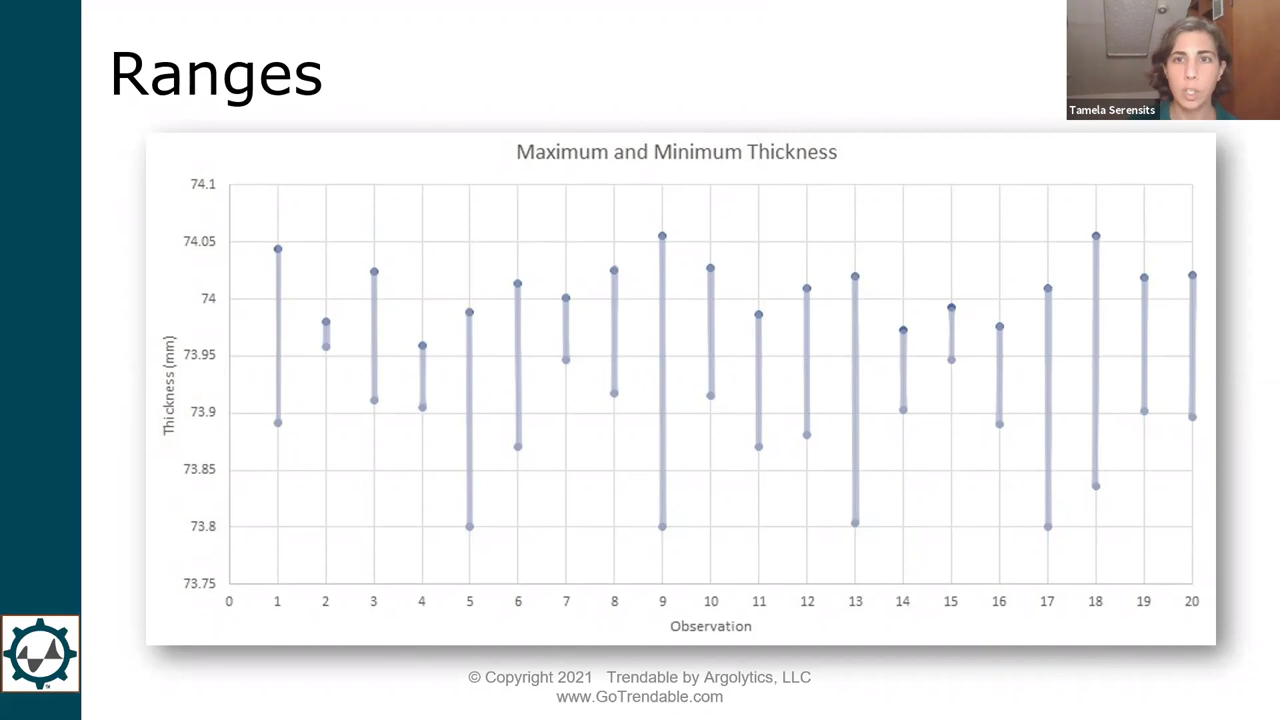 Ranges
Tamela Serensits
Maximum and Minimum Thickness
74.1
74.05
74
73.95
73.9
73.85
73.8
73.75
Thickness (mm)
0 1 2 3 4 5 6 7 8 9 10 11 12 13 14 15 16 17 18 19 20
Observation
© Copyright 2021 Trendable by Argolytics, LLC
www.GoTrendable.com